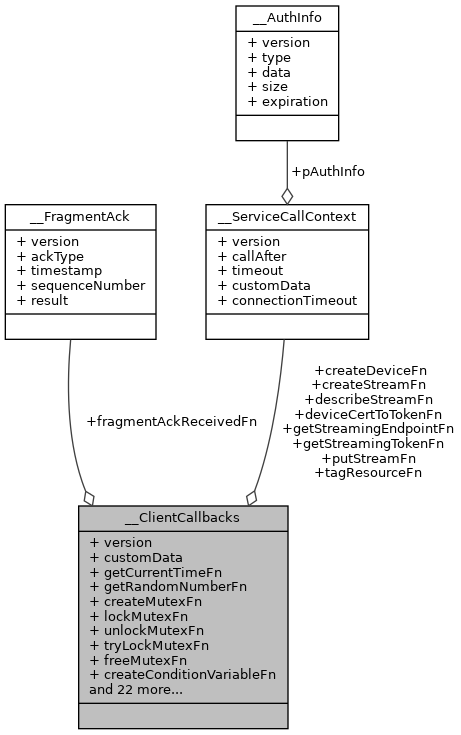 __AuthInfo
+ version
+ type
+ data
+ size
+ expiration
+pAuthInfo
__FragmentAck
+ version
+ ackType
+ timestamp
+ sequenceNumber
+ result
__ServiceCallContext
+ version
+ callAfter
+ timeout
+ customData
+ connectionTimeout
+fragmentAckReceivedFn
+createDeviceFn
+createStreamFn
+describeStreamFn
+deviceCertToTokenFn
+getStreamingEndpointFn
+getStreamingTokenFn
+putStreamFn
+tagResourceFn
__ClientCallbacks
+ version
+ customData
+ getCurrentTimeFn
+ getRandomNumberFn
+ createMutexFn
+ lockMutexFn
+ unlockMutexFn
+ tryLockMutexFn
+ freeMutexFn
+ createConditionVariableFn
and 22 more...